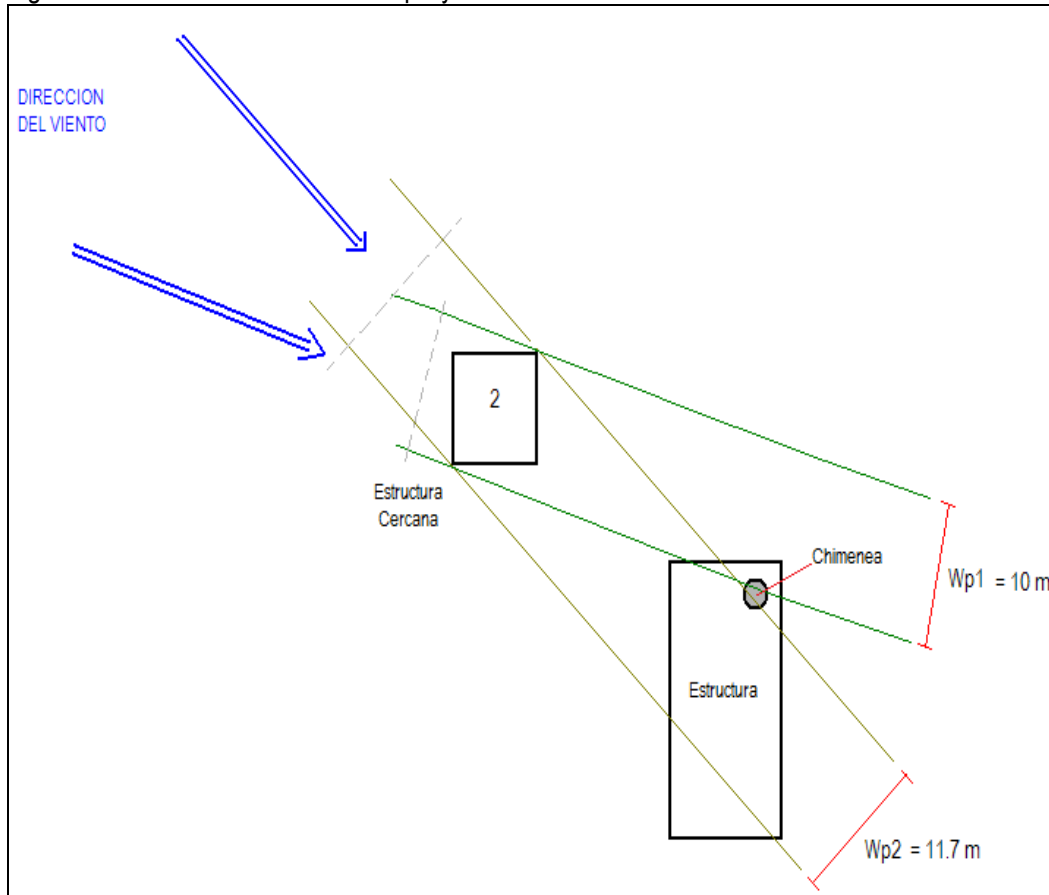 DIRECCION
DEL VIENTO
2
Estructura
Cercana
Chimenea
Wp1 = 10 m
Estructura
Wp2 = 11.7 m